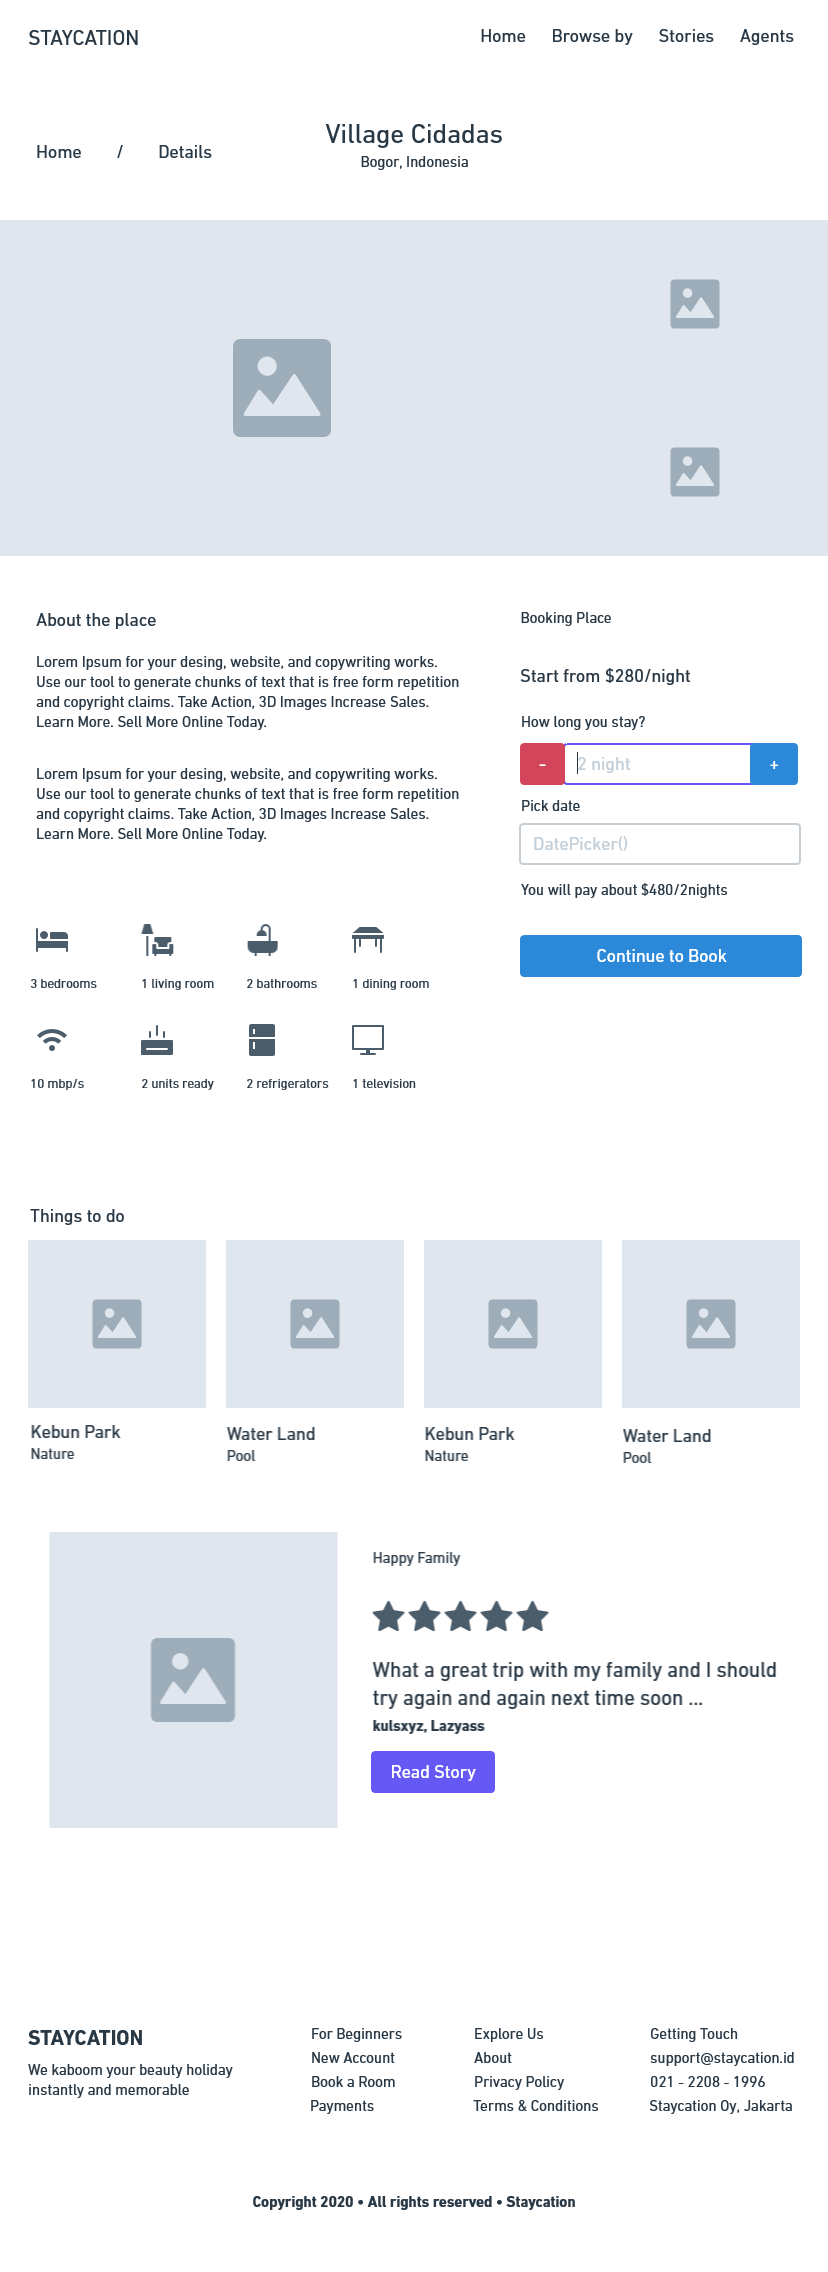 STAYCATION
Home Browse by Stories Agents
Village Cidadas
Home / Details
Bogor, Indonesia
About the place
Lorem Ipsum for your desing, website, and copywriting works.
Use our tool to generate chunks of text that is free form repetition
and copyright claims. Take Action, 3D Images Increase Sales.
Learn More. Sell More Online Today.
Lorem Ipsum for your desing, website, and copywriting works.
Use our tool to generate chunks of text that is free form repetition
and copyright claims. Take Action, 3D Images Increase Sales.
Learn More. Sell More Online Today.
3 bedrooms 1 living room 2 bathrooms 1 dining room
10 mbp/s 2 units ready 2 refrigerators 1 television
Booking Place
Start from $280/night
How long you stay?
- 2 night +
Pick date
DatePicker()
You will pay about $480/2nights
Continue to Book
Things to do
Kebun Park
Nature
Water Land
Pool
Kebun Park
Nature
Water Land
Pool
Happy Family
What a great trip with my family and I should
try again and again next time soon ...
kulsxyz, Lazyass
Read Story
STAYCATION
We kaboom your beauty holiday
instantly and memorable
For Beginners
New Account
Book a Room
Payments
Explore Us
About
Privacy Policy
Terms & Conditions
Getting Touch
support@staycation.id
021 - 2208 - 1996
Staycation Oy, Jakarta
Copyright 2020 • All rights reserved • Staycation